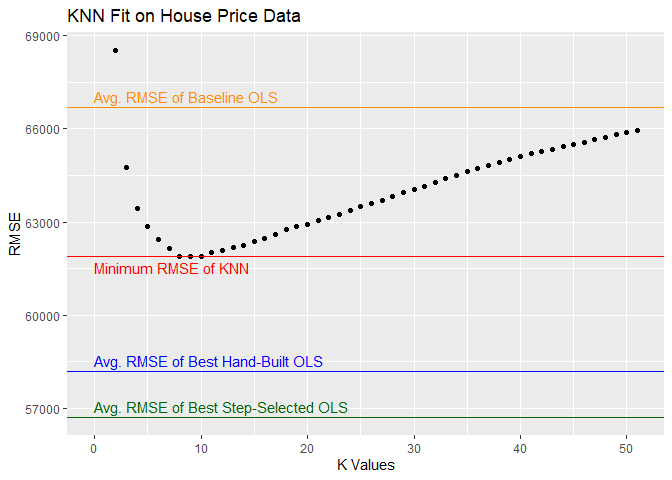 KNN Fit on House Price Data
69000
Avg. RMSE of Baseline OLS
66000
63000
RMSE
Minimum RMSE of KNN
60000
Avg. RMSE of Best Hand-Built OLS
Avg. RMSE of Best Step-Selected OLS
57000
0 10 20 30 40 50
K Values